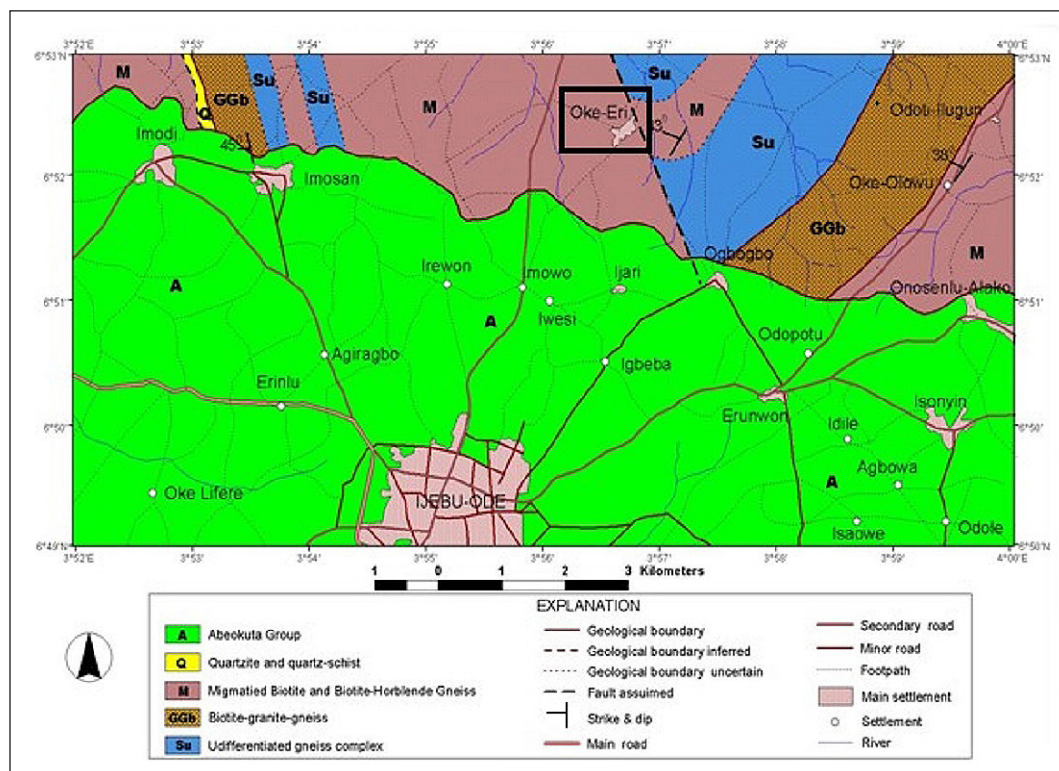 3°52'E 3°53' 3°54' 3°55' 3°56' 3°57' 3°58' 3°59' 4°00'E
6°53'N 6°53'N
M Su Su
Q GGb Su M Oke-Eri M Odoti-Ilugun
Imodi 45° Su
38°
6°52' Imosan Oke-Olowu 6°52'
GGb M
Ogbogbo
A Irewon Imowo Ijari Onosenlu-Alako
6°51' Iwesi 6°51'
A Odopotu
Agiragbo Igbeba
Erinlu Erunwon Isonyin
6°50' Idile 6°50'
Agbowa
Oke Lifere IJEBU-ODE A
Isaowe Odole
6°49'N 6°50'N
3°52'E 3°53' 3°54' 3°55' 3°56' 3°57' 3°58' 3°59' 4°00'E
1 0 1 2 3 Kilometers
EXPLANATION
A Abeokuta Group
Q Quartzite and quartz-schist
M Migmatied Biotite and Biotite-Horblende Gneiss
GGb Biotite-granite-gneiss
Su Udifferentiated gneiss complex
Geological boundary
Geological boundary inferred
Geological boundary uncertain
Fault assuimed
Strike & dip
Main road
Secondary road
Minor road
Footpath
Main settlement
Settlement
River